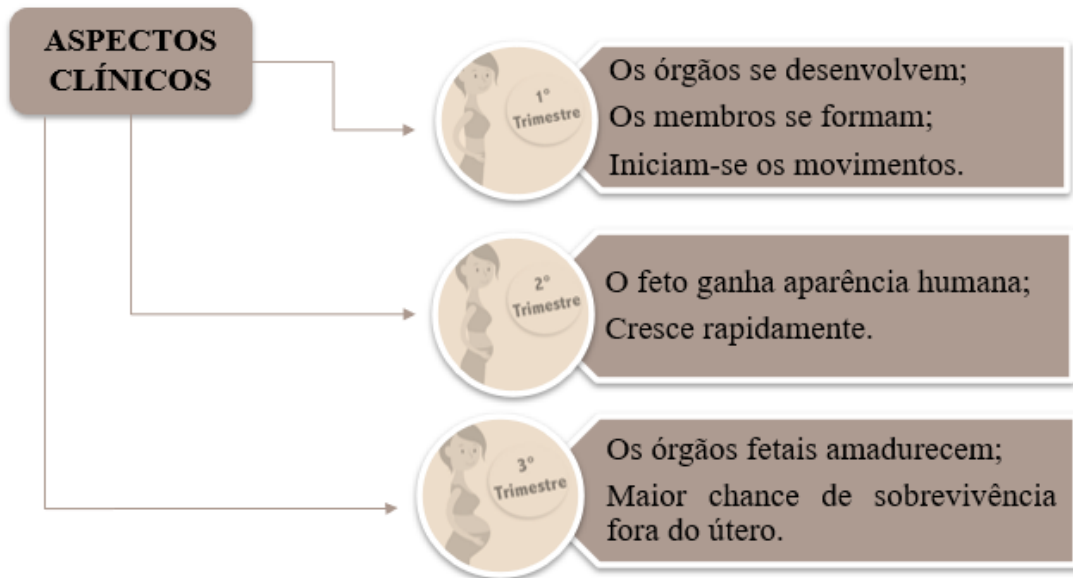 ASPECTOS
CLÍNICOS
1°
Trimestre
Os órgãos se desenvolvem;
Os membros se formam;
Iniciam-se os movimentos.
2°
Trimestre
O feto ganha aparência humana;
Cresce rapidamente.
3°
Trimestre
Os órgãos fetais amadurecem;
Maior chance de sobrevivência
fora do útero.